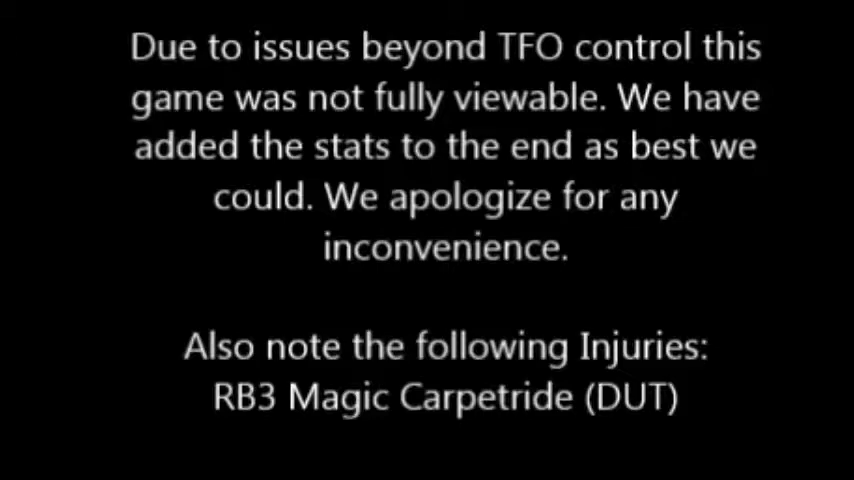 Due to issues beyond TFO control this
game was not fully viewable. We have
added the stats to the end as best we
could. We apologize for any
inconvenience.
Also note the following Injuries:
RB3 Magic Carpetride (DUT)